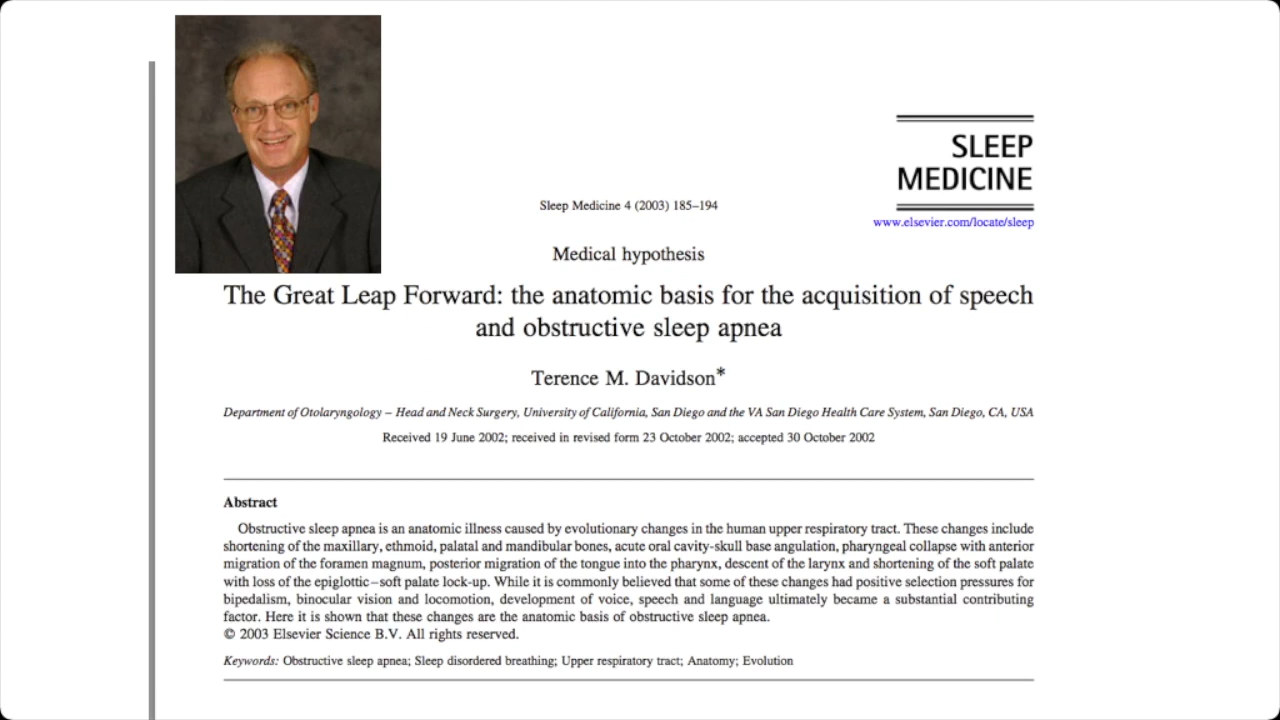 SLEEP
MEDICINE
Sleep Medicine 4 (2003) 185–194
www.elsevier.com/locate/sleep
Medical hypothesis
The Great Leap Forward: the anatomic basis for the acquisition of speech
and obstructive sleep apnea
Terence M. Davidson*
Department of Otolaryngology – Head and Neck Surgery, University of California, San Diego and the VA San Diego Health Care System, San Diego, CA, USA
Received 19 June 2002; received in revised form 23 October 2002; accepted 30 October 2002
Abstract
Obstructive sleep apnea is an anatomic illness caused by evolutionary changes in the human upper respiratory tract. These changes include
shortening of the maxillary, ethmoid, palatal and mandibular bones, acute oral cavity-skull base angulation, pharyngeal collapse with anterior
migration of the foramen magnum, posterior migration of the tongue into the pharynx, descent of the larynx and shortening of the soft palate
with loss of the epiglottic–soft palate lock-up. While it is commonly believed that some of these changes had positive selection pressures for
bipedalism, binocular vision and locomotion, development of voice, speech and language ultimately became a substantial contributing
factor. Here it is shown that these changes are the anatomic basis of obstructive sleep apnea.
© 2003 Elsevier Science B.V. All rights reserved.
Keywords: Obstructive sleep apnea; Sleep disordered breathing; Upper respiratory tract; Anatomy; Evolution